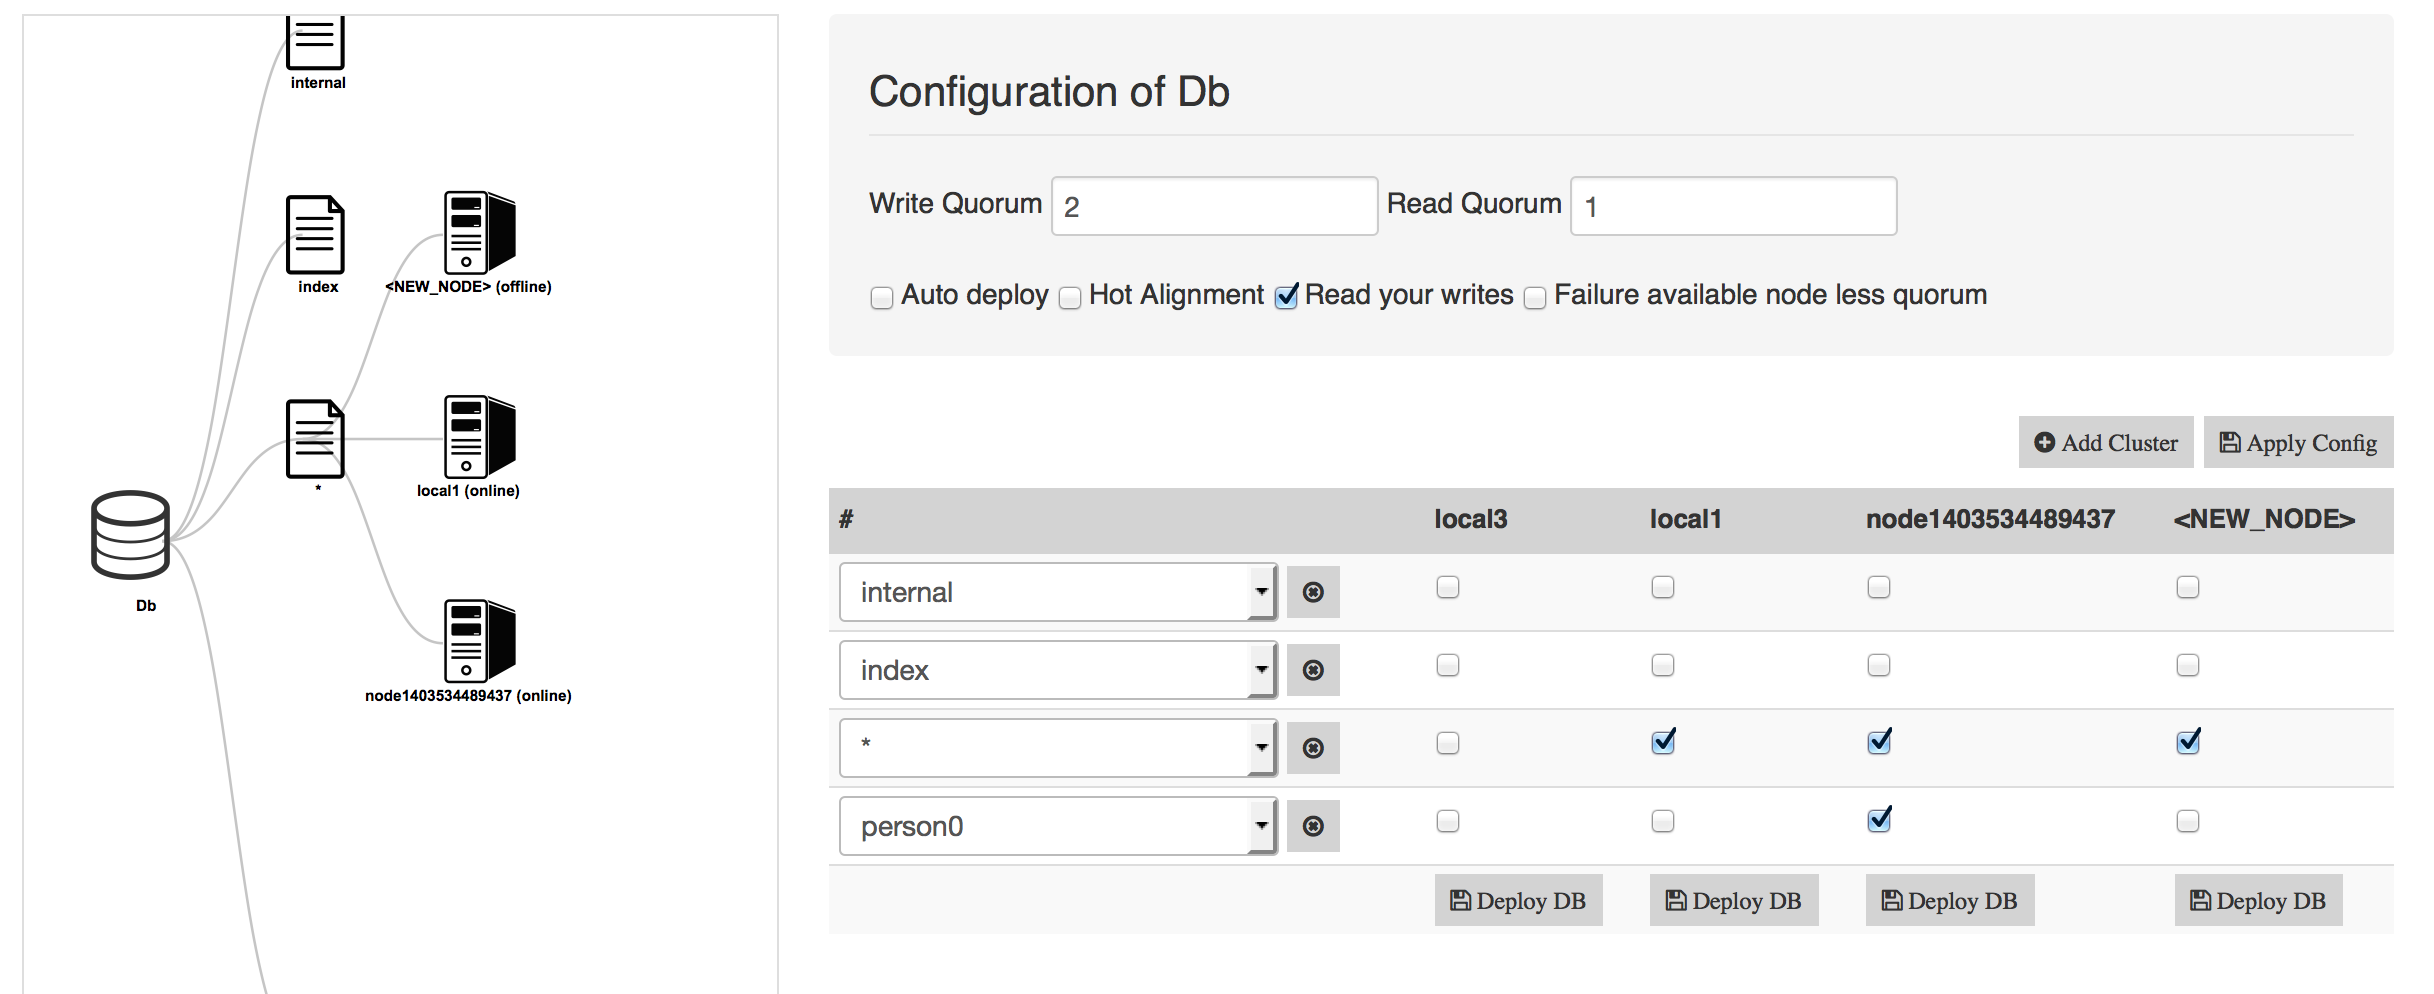 internal
index
<NEW_NODE> (offline)
*
local1 (online)
Db
node1403534489437 (online)
Configuration of Db
Write Quorum 2 Read Quorum 1
Auto deploy Hot Alignment Read your writes Failure available node less quorum
Add Cluster Apply Config
# local3 local1 node1403534489437 <NEW_NODE>
internal
index
*
person0
Deploy DB Deploy DB Deploy DB Deploy DB